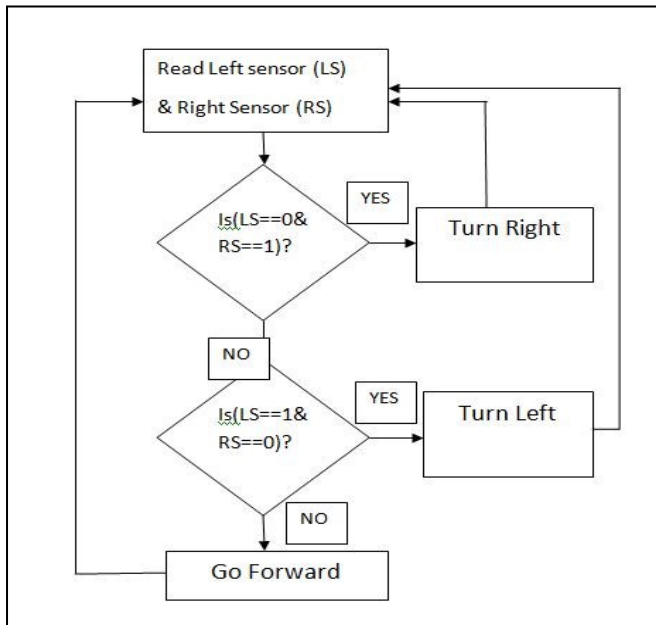 Read Left sensor (LS)
& Right Sensor (RS)
Is(LS==0&
RS==1)?
YES
Turn Right
NO
Is(LS==1&
RS==0)?
YES
Turn Left
NO
Go Forward